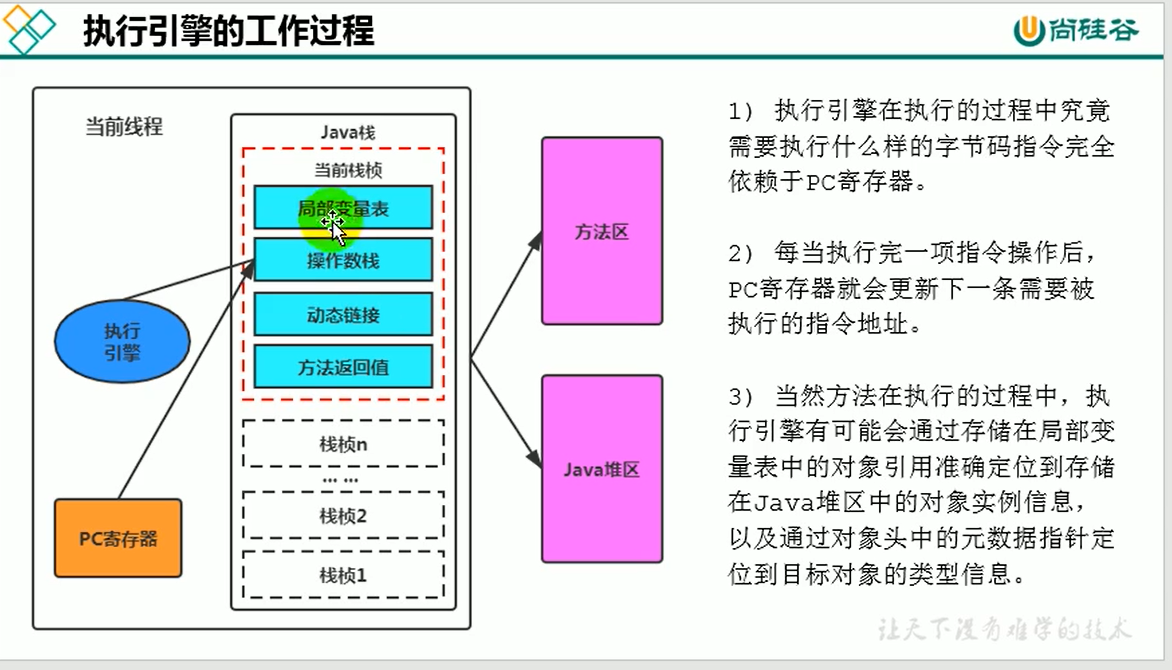 执行引擎的工作过程
尚硅谷
当前线程
Java栈
当前栈桢
局部变量表
操作数栈
动态链接
方法返回值
栈桢n
... ...
栈桢2
栈桢1
执行
引擎
PC寄存器
方法区
Java堆区
1) 执行引擎在执行的过程中究竟
需要执行什么样的字节码指令完全
依赖于PC寄存器。
2) 每当执行完一项指令操作后，
PC寄存器就会更新下一条需要被
执行的指令地址。
3) 当然方法在执行的过程中，执
行引擎有可能会通过存储在局部变
量表中的对象引用准确定位到存储
在Java堆区中的对象实例信息，
以及通过对象头中的元数据指针定
位到目标对象的类型信息。
让天下没有难学的技术